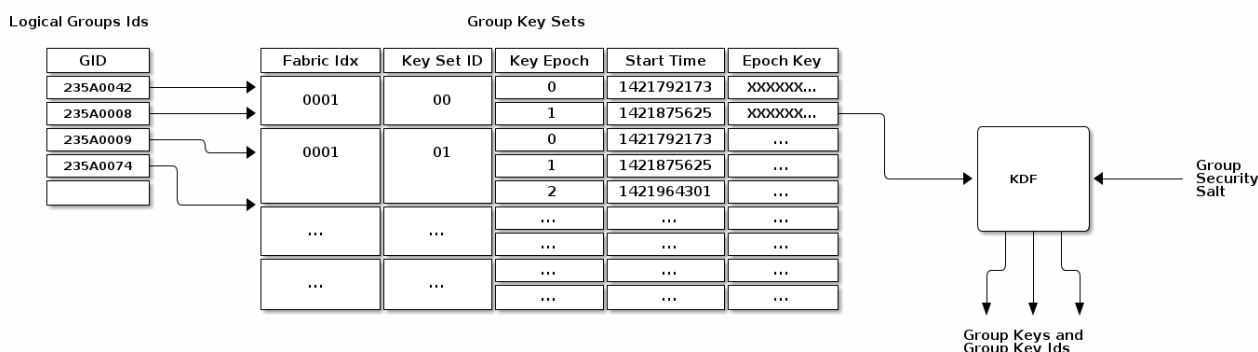 Logical Groups Ids
Group Key Sets
GID
235A0042
235A0008
235A0009
235A0074
Fabric Idx Key Set ID Key Epoch Start Time Epoch Key
0001 00
0 1421792173 XXXXXX...
1 1421875625 XXXXXX...
0001 01
0 1421792173 ...
1 1421875625 ...
2 1421964301 ...
... ...
... ... ...
... ... ...
... ...
... ... ...
... ... ...
KDF
Group
Security
Salt
Group Keys and
Group Key Ids